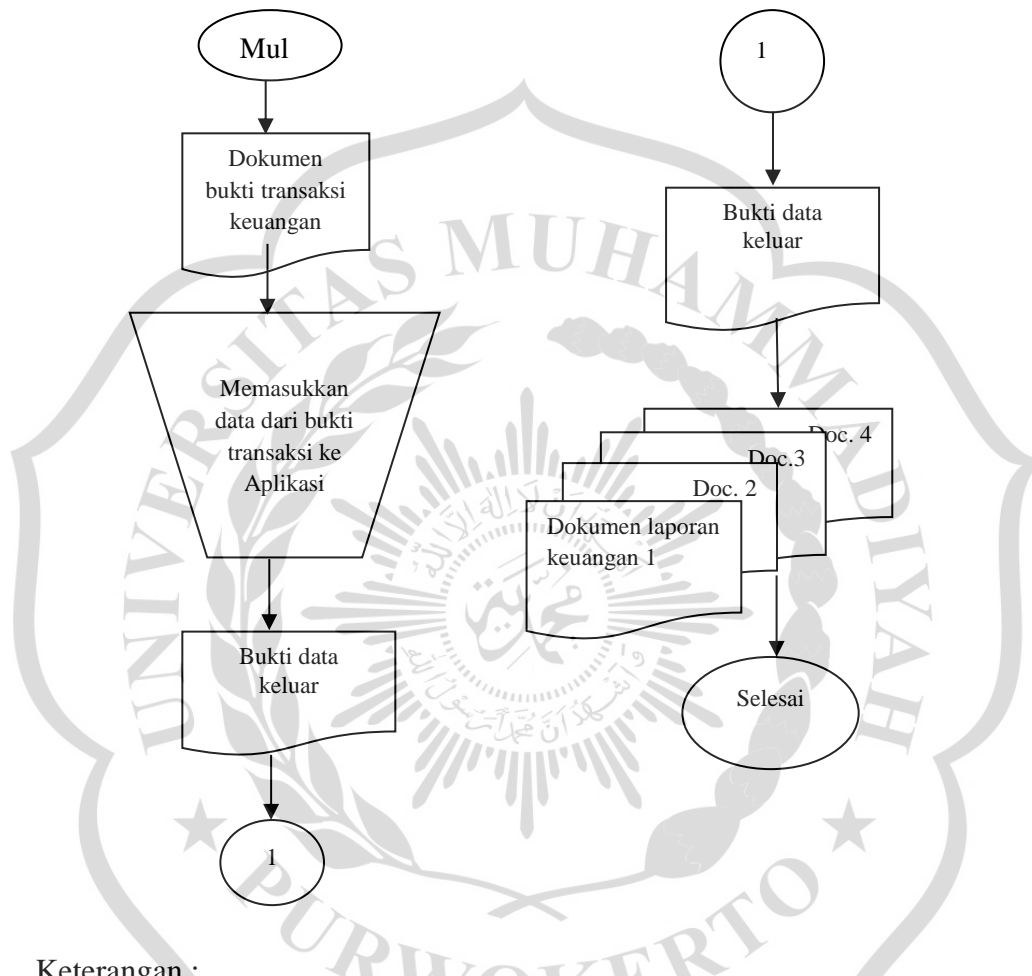 Mul
Dokumen
bukti transaksi
keuangan
Memasukkan
data dari bukti
transaksi ke
Aplikasi
Bukti data
keluar
1
1
Bukti data
keluar
Doc. 4
Doc.3
Doc. 2
Dokumen laporan
keuangan 1
Selesai
Keterangan :
UNIVERSITAS MUHAMMADIYAH
PURWOKERTO